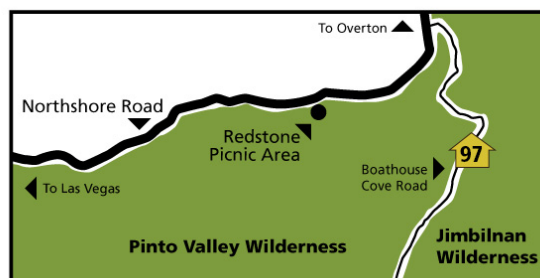 To Overton
Northshore Road
Redstone
Picnic Area
To Las Vegas
Boathouse
Cove Road
97
Pinto Valley Wilderness
Jimbilnan
Wilderness